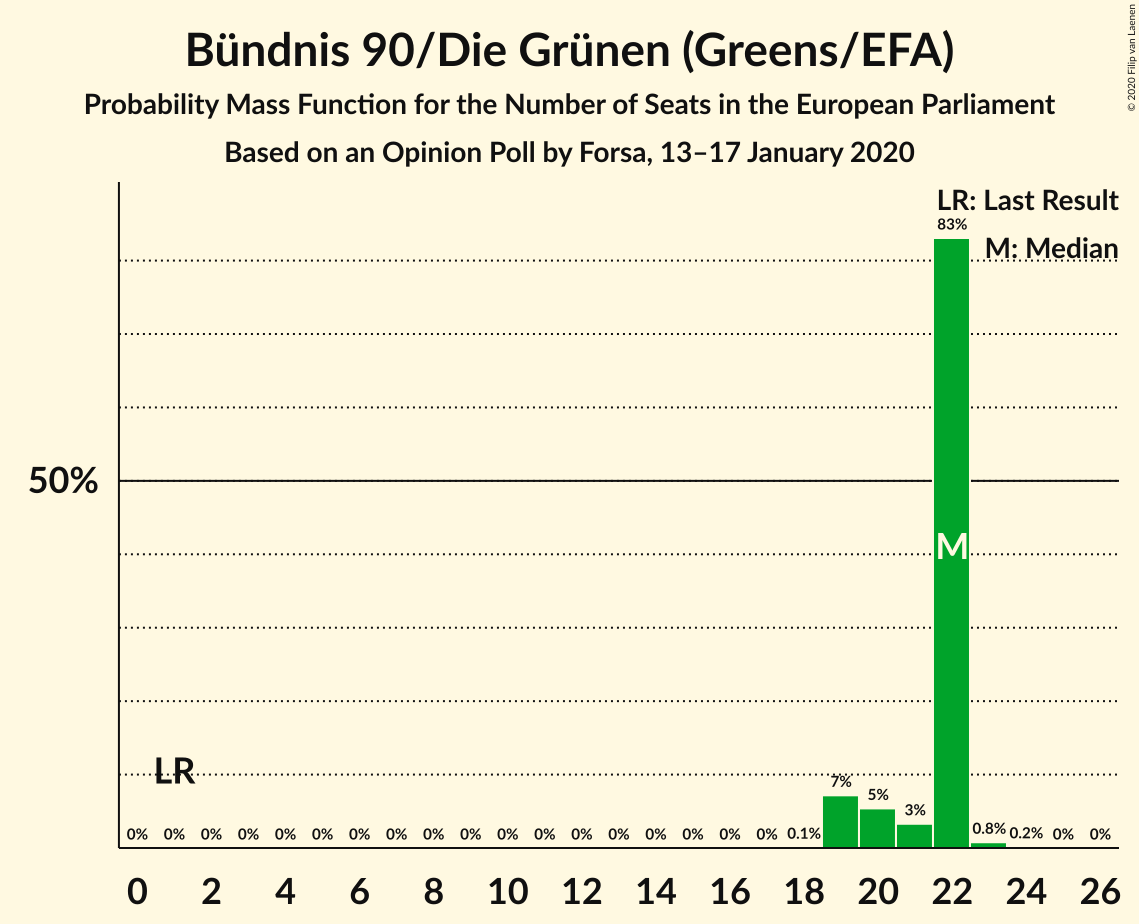 Bündnis 90/Die Grünen (Greens/EFA)
Probability Mass Function for the Number of Seats in the European Parliament
Based on an Opinion Poll by Forsa, 13–17 January 2020
© 2020 Filip van Laenen
LR: Last Result
83%
M: Median
50%
M
LR
7%
5%
3%
0% 0% 0% 0% 0% 0% 0% 0% 0% 0% 0% 0% 0% 0% 0% 0% 0% 0% 0.1% 0.8% 0.2% 0% 0%
0 2 4 6 8 10 12 14 16 18 20 22 24 26